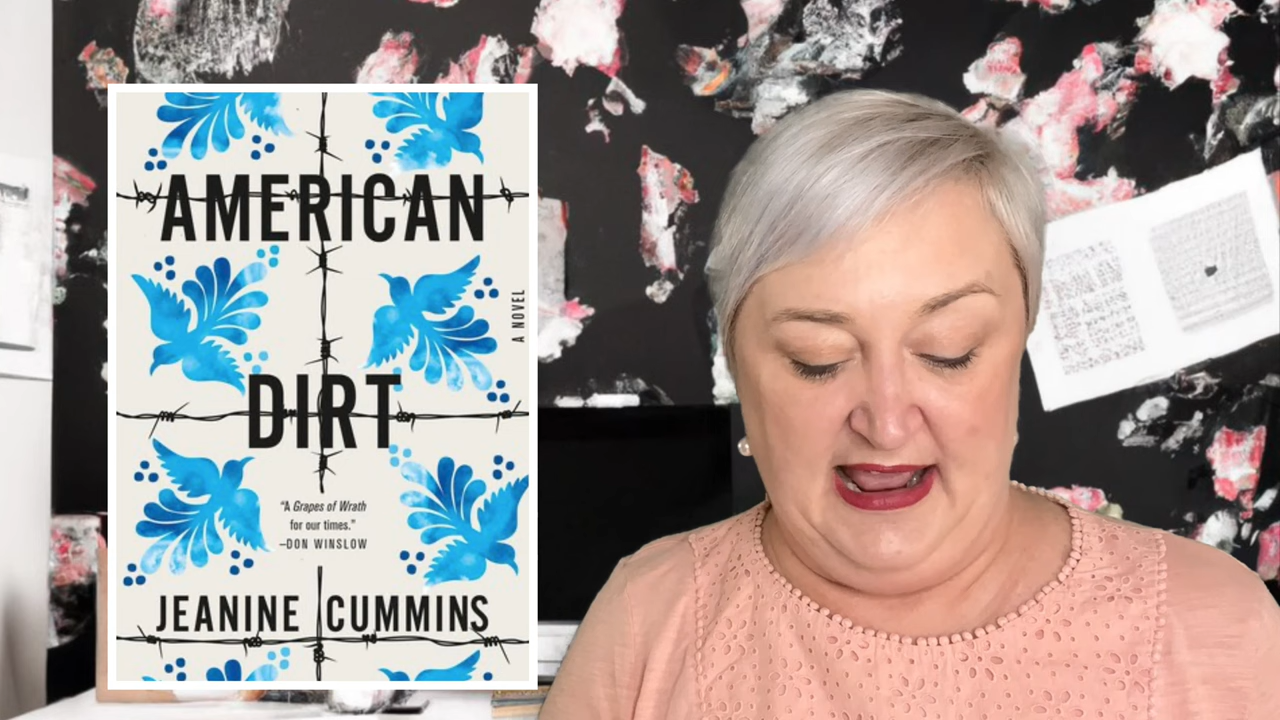 AMERICAN
A NOVEL
DIRT
“A Grapes of Wrath
for our times.”
–DON WINSLOW
JEANINE CUMMINS